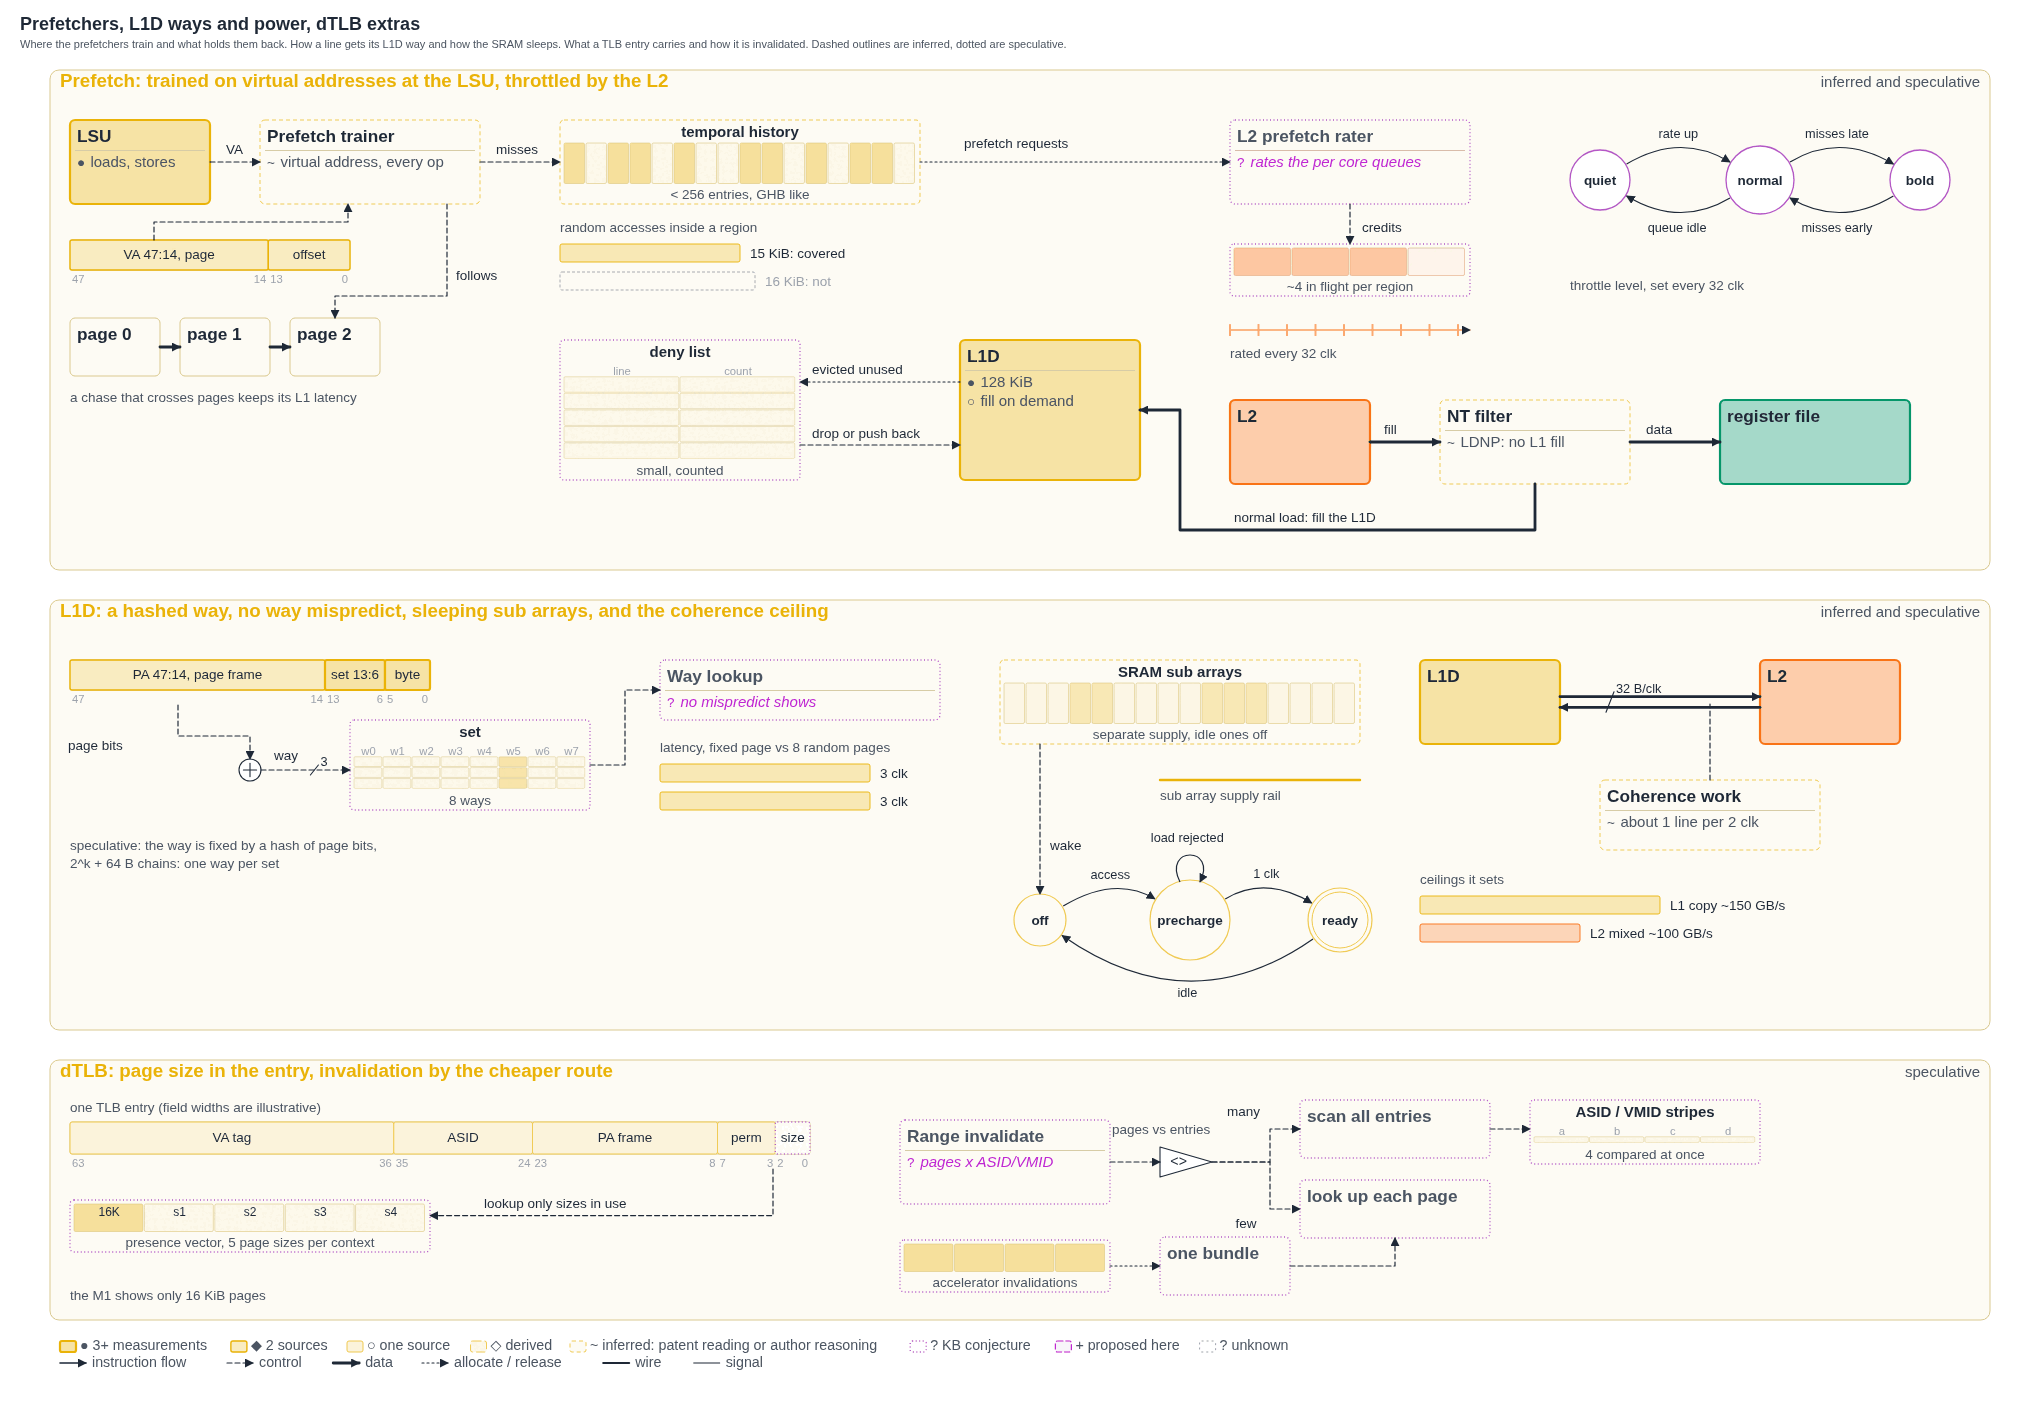 Prefetchers, L1D ways and power, dTLB extras
Where the prefetchers train and what holds them back. How a line gets its L1D way and how the SRAM sleeps. What a TLB entry carries and how it is invalidated. Dashed outlines are inferred, dotted are speculative.
Prefetch: trained on virtual addresses at the LSU, throttled by the L2
inferred and speculative
LSU
● loads, stores
VA
Prefetch trainer
~ virtual address, every op
misses
temporal history
< 256 entries, GHB like
prefetch requests
L2 prefetch rater
? rates the per core queues
rate up
misses late
quiet
normal
bold
queue idle
misses early
throttle level, set every 32 clk
VA 47:14, page
offset
47
14 13
0
follows
random accesses inside a region
15 KiB: covered
16 KiB: not
credits
~4 in flight per region
rated every 32 clk
page 0
page 1
page 2
a chase that crosses pages keeps its L1 latency
deny list
line
count
small, counted
evicted unused
drop or push back
L1D
● 128 KiB
○ fill on demand
L2
fill
NT filter
~ LDNP: no L1 fill
data
register file
normal load: fill the L1D
L1D: a hashed way, no way mispredict, sleeping sub arrays, and the coherence ceiling
inferred and speculative
PA 47:14, page frame
set 13:6
byte
47
14 13
6 5
0
page bits
way
3
set
w0 w1 w2 w3 w4 w5 w6 w7
8 ways
speculative: the way is fixed by a hash of page bits,
2^k + 64 B chains: one way per set
Way lookup
? no mispredict shows
latency, fixed page vs 8 random pages
3 clk
3 clk
SRAM sub arrays
separate supply, idle ones off
sub array supply rail
wake
load rejected
access
1 clk
off
precharge
ready
idle
L1D
32 B/clk
L2
Coherence work
~ about 1 line per 2 clk
ceilings it sets
L1 copy ~150 GB/s
L2 mixed ~100 GB/s
dTLB: page size in the entry, invalidation by the cheaper route
speculative
one TLB entry (field widths are illustrative)
VA tag
ASID
PA frame
perm
size
63
36 35
24 23
8 7
3 2
0
lookup only sizes in use
16K
s1
s2
s3
s4
presence vector, 5 page sizes per context
the M1 shows only 16 KiB pages
Range invalidate
? pages x ASID/VMID
pages vs entries
<>
many
few
scan all entries
look up each page
ASID / VMID stripes
a
b
c
d
4 compared at once
accelerator invalidations
one bundle
● 3+ measurements
◆ 2 sources
○ one source
◇ derived
~ inferred: patent reading or author reasoning
? KB conjecture
+ proposed here
? unknown
instruction flow
control
data
allocate / release
wire
signal